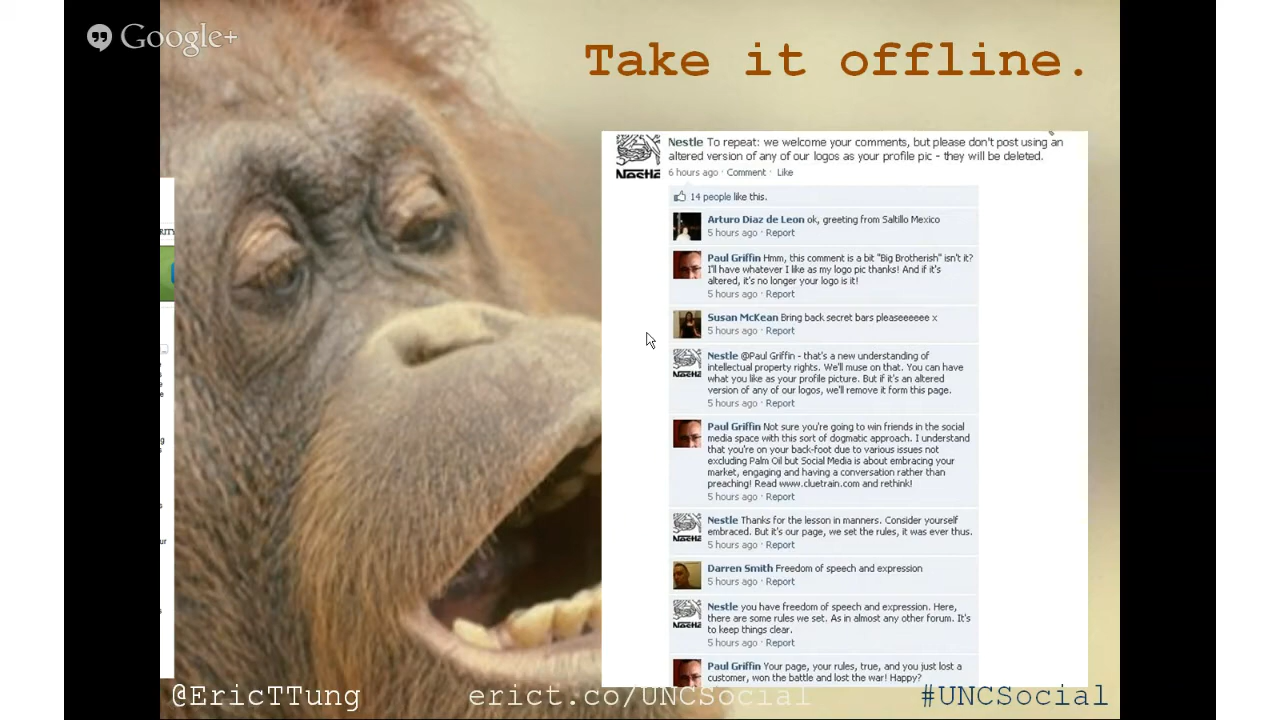 Google+
Take it offline.
Nestle To repeat: we welcome your comments, but please don't post using an
altered version of any of our logos as your profile pic - they will be deleted.
6 hours ago · Comment · Like
Nestle
14 people like this.
Arturo Diaz de Leon ok, greeting from Saltillo Mexico
5 hours ago · Report
Paul Griffin Hmm, this comment is a bit "Big Brotherish" isn't it?
I'll have whatever I like as my logo pic thanks! And if it's
altered, it's no longer your logo is it!
5 hours ago · Report
Susan McKean Bring back secret bars pleaseeeeee x
5 hours ago · Report
Nestle @Paul Griffin - that's a new understanding of
intellectual property rights. We'll muse on that. You can have
what you like as your profile picture. But if it's an altered
version of any of our logos, we'll remove it form this page.
5 hours ago · Report
Paul Griffin Not sure you're going to win friends in the social
media space with this sort of dogmatic approach. I understand
that you're on your back-foot due to various issues not
excluding Palm Oil but Social Media is about embracing your
market, engaging and having a conversation rather than
preaching! Read www.cluetrain.com and rethink!
5 hours ago · Report
Nestle Thanks for the lesson in manners. Consider yourself
embraced. But it's our page, we set the rules, it was ever thus.
5 hours ago · Report
Darren Smith Freedom of speech and expression
5 hours ago · Report
Nestle you have freedom of speech and expression. Here,
there are some rules we set. As in almost any other forum. It's
to keep things clear.
5 hours ago · Report
Paul Griffin Your page, your rules, true, and you just lost a
customer, won the battle and lost the war! Happy?
@EricTTung
erict.co/UNCSocial
#UNCSocial